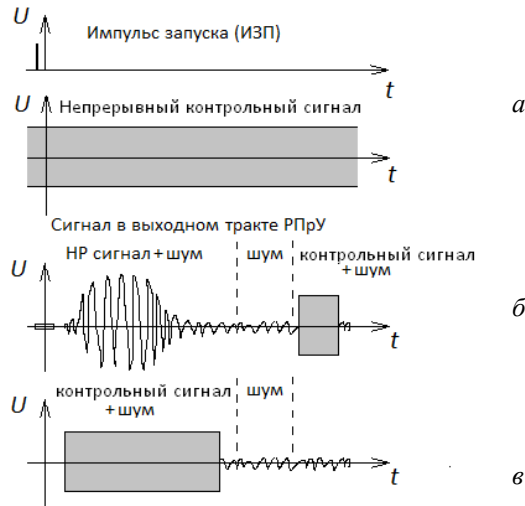 U
Импульс запуска (ИЗП)
t
U Непрерывный контрольный сигнал
а
t
Сигнал в выходном тракте РПрУ
НР сигнал + шум
шум
контрольный сигнал
+ шум
U
б
t
контрольный сигнал
+ шум
шум
U
t
в